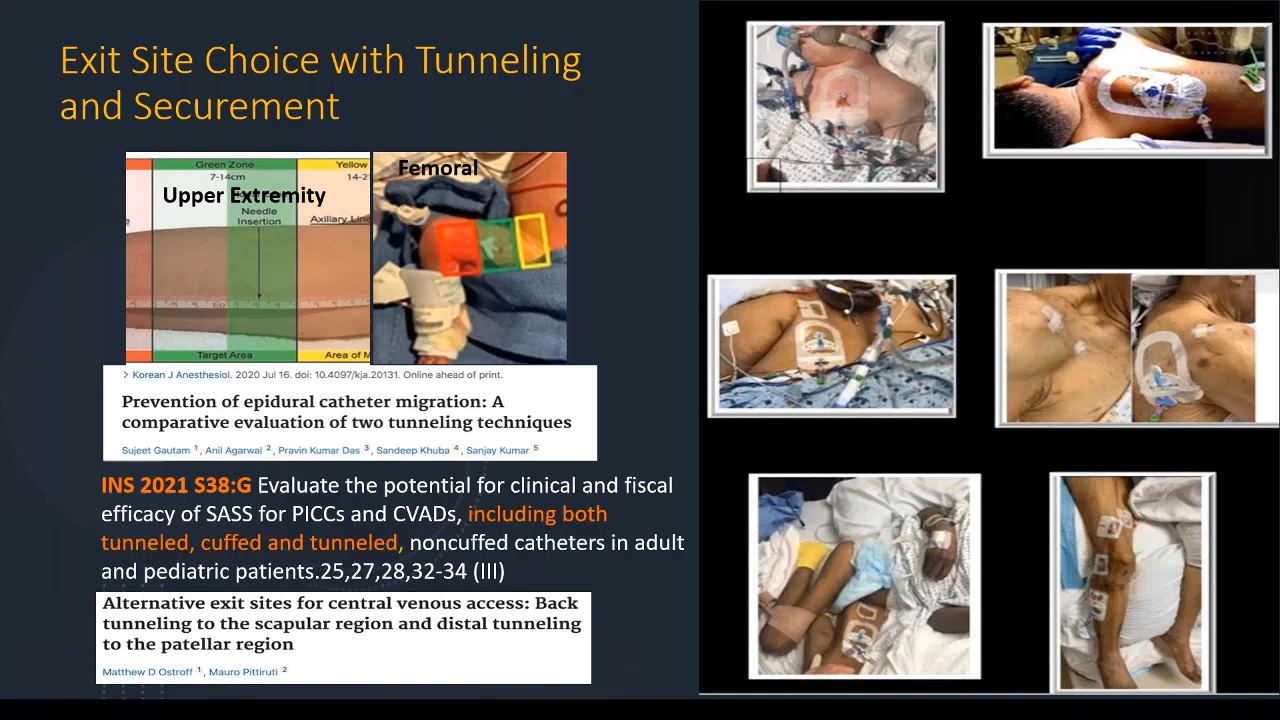 Exit Site Choice with Tunneling
and Securement
Green Zone
7-14cm
Yellow
14-2
Upper Extremity
Needle
Insertion
Axillary Line
Target Area
Area of M
Femoral
> Korean J Anesthesiol. 2020 Jul 16. doi: 10.4097/kja.20131. Online ahead of print.
Prevention of epidural catheter migration: A
comparative evaluation of two tunneling techniques
Sujeet Gautam 1, Anil Agarwal 2, Pravin Kumar Das 3, Sandeep Khuba 4, Sanjay Kumar 5
INS 2021 S38:G Evaluate the potential for clinical and fiscal
efficacy of SASS for PICCs and CVADs, including both
tunneled, cuffed and tunneled, noncuffed catheters in adult
and pediatric patients.25,27,28,32-34 (III)
Alternative exit sites for central venous access: Back
tunneling to the scapular region and distal tunneling
to the patellar region
Matthew D Ostroff 1, Mauro Pittiruti 2